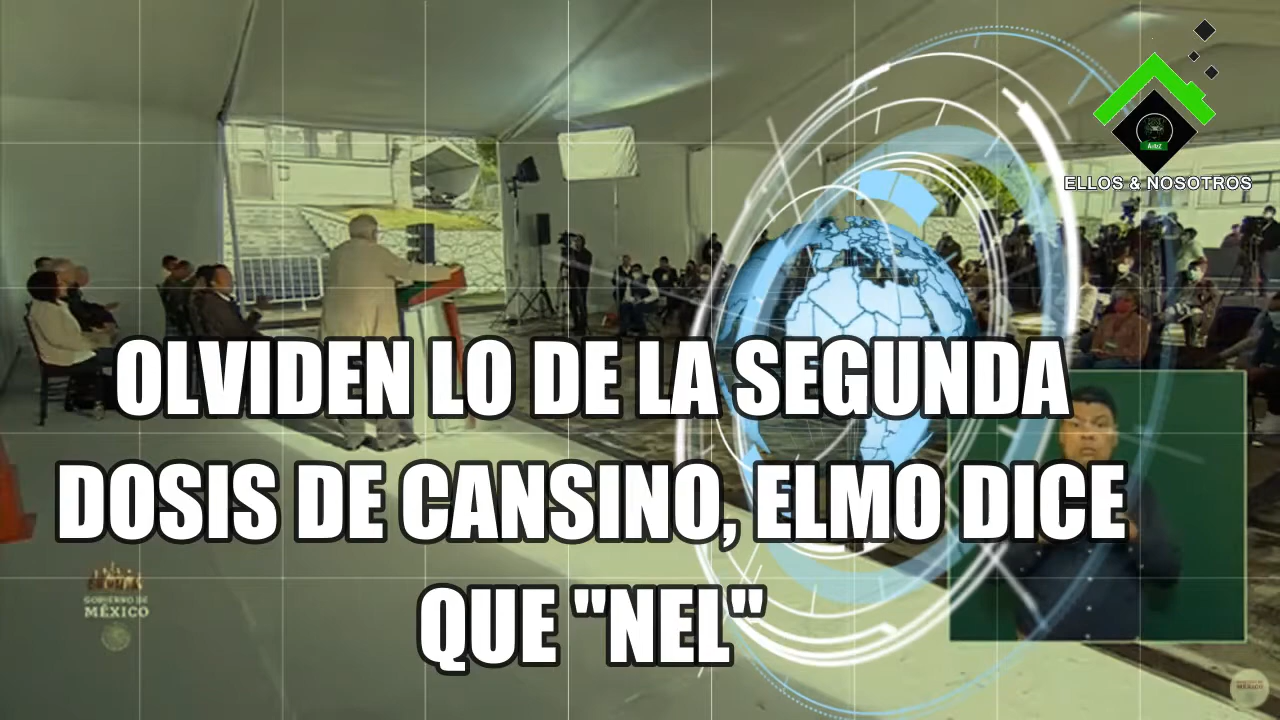 ELLOS & NOSOTROS
OLVIDEN LO DE LA SEGUNDA
DOSIS DE CANSINO, ELMO DICE
QUE "NEL"
GOBIERNO DE
MÉXICO